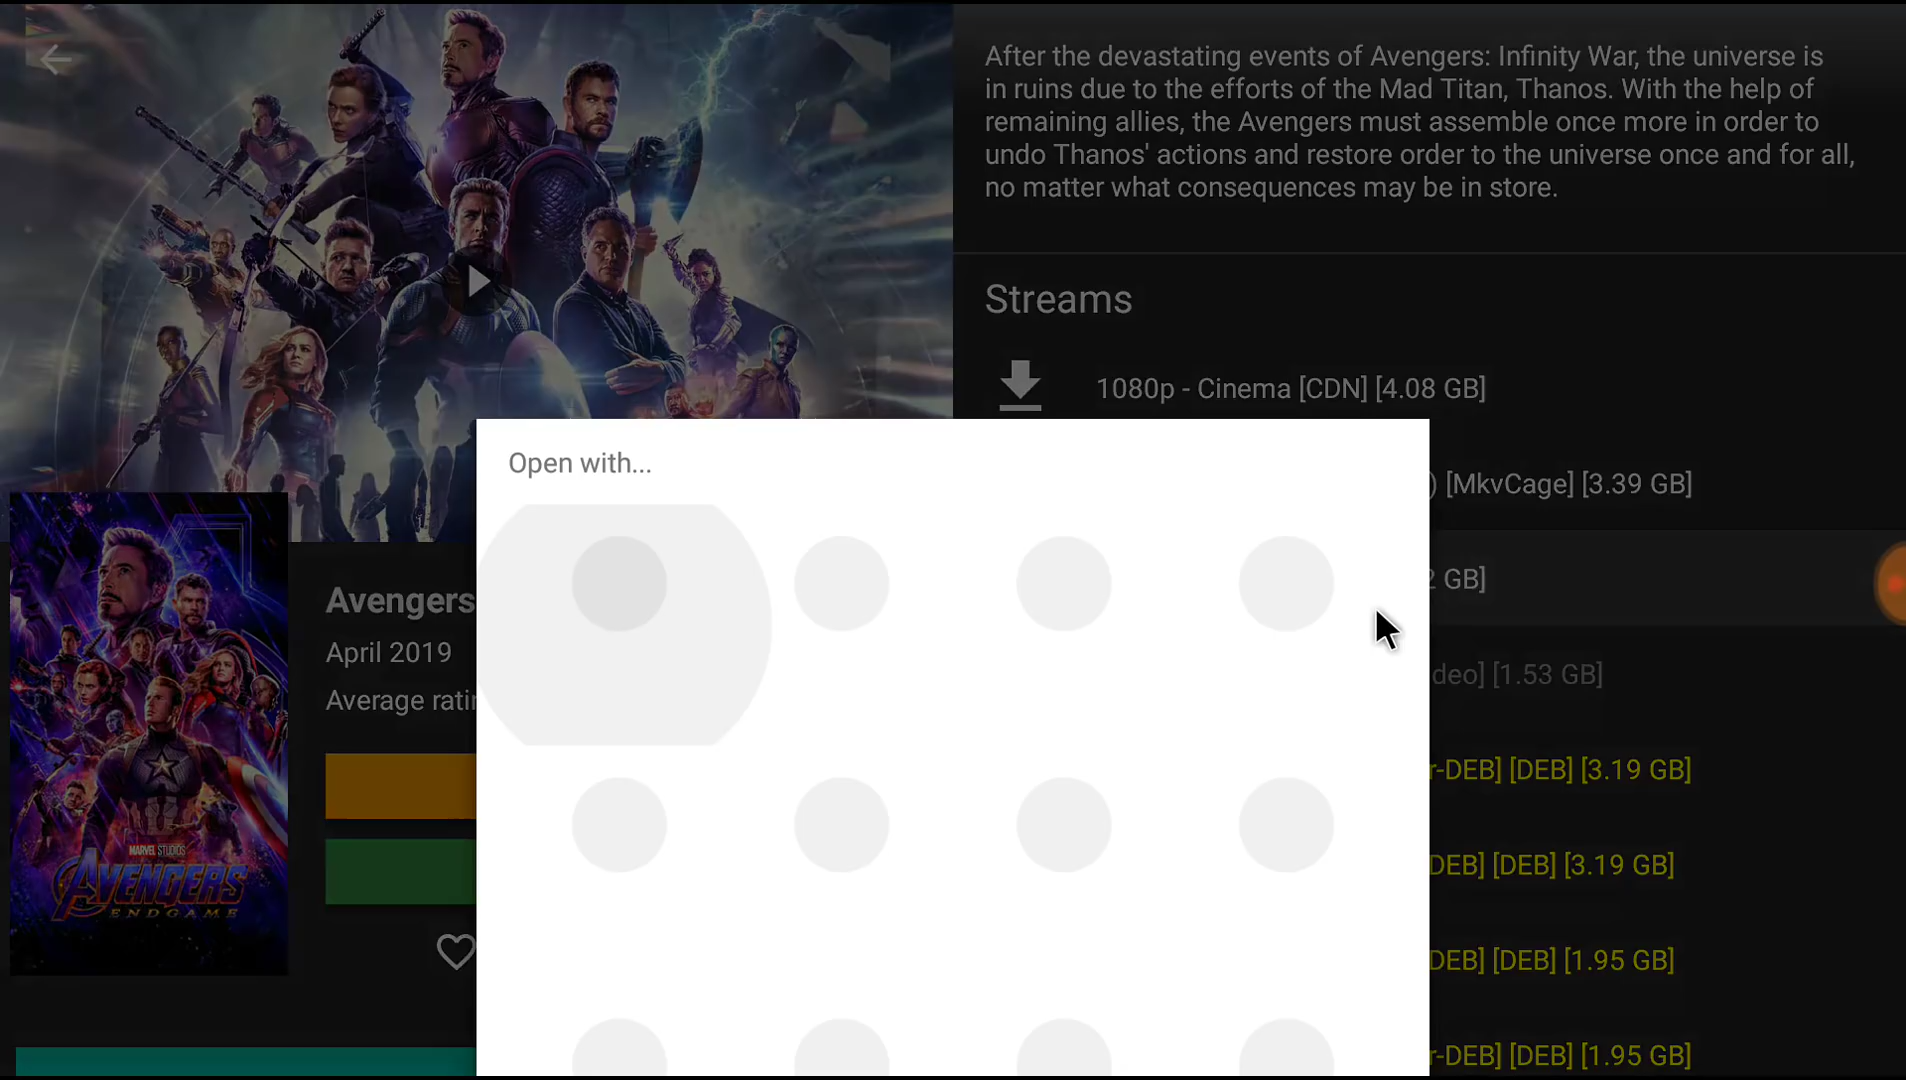 After the devastating events of Avengers: Infinity War, the universe is
in ruins due to the efforts of the Mad Titan, Thanos. With the help of
remaining allies, the Avengers must assemble once more in order to
undo Thanos' actions and restore order to the universe once and for all,
no matter what consequences may be in store.
Streams
1080p - Cinema [CDN] [4.08 GB]
Open with...
) [MkvCage] [3.39 GB]
GB]
Avengers
April 2019
deo] [1.53 GB]
Average
r-DEB] [DEB] [3.19 GB]
MARVEL STUDIOS
AVENGERS
ENDGAME
DEB] [DEB] [3.19 GB]
DEB] [DEB] [1.95 GB]
r-DEB] [DEB] [1.95 GB]